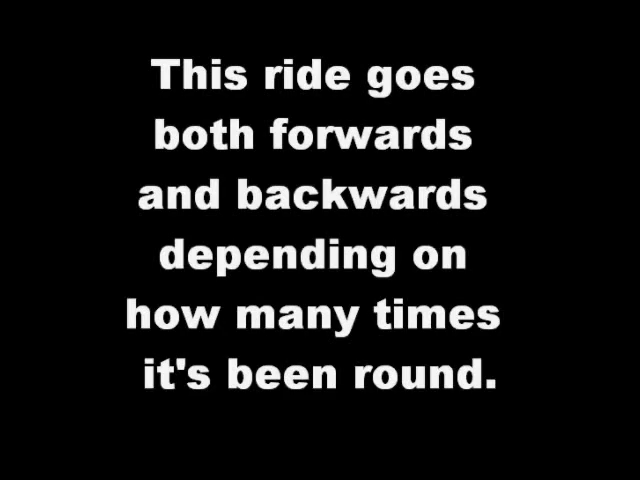 This ride goes
both forwards
and backwards
depending on
how many times
it's been round.